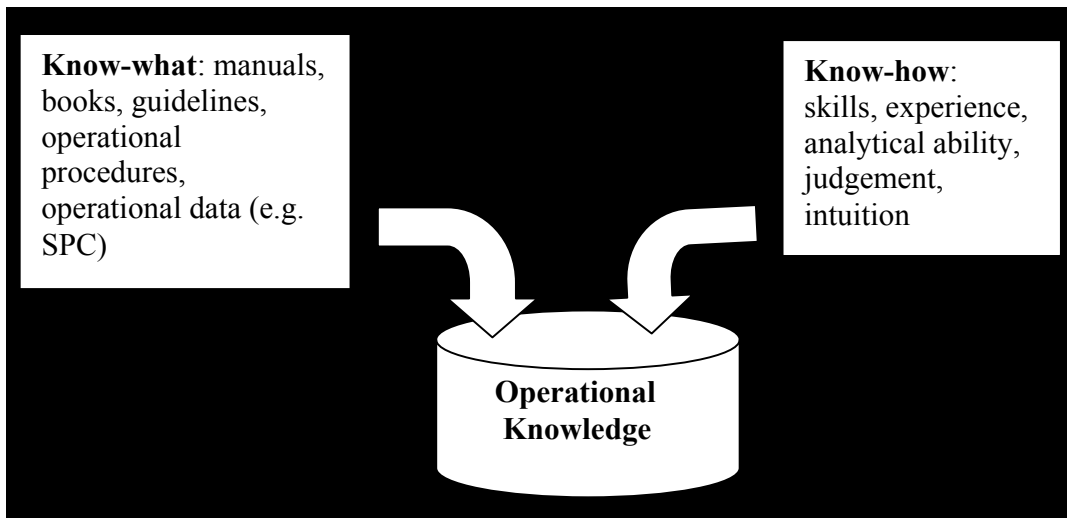 Know-what: manuals,
books, guidelines,
operational
procedures,
operational data (e.g.
SPC)
Know-how:
skills, experience,
analytical ability,
judgement,
intuition
Operational
Knowledge